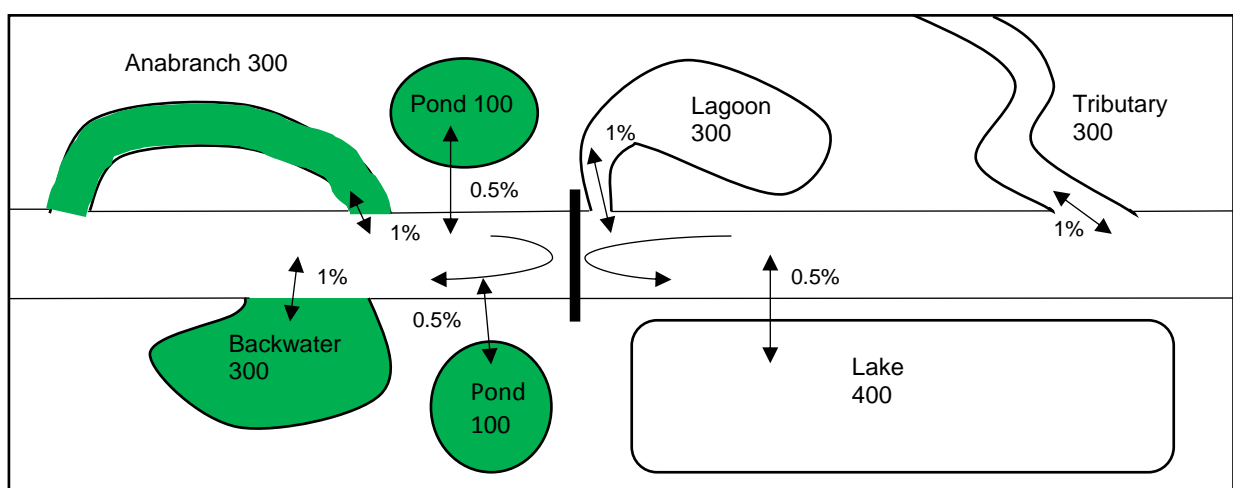 Anabranch 300
Pond 100
Lagoon
300
Tributary
300
1%
0.5%
1%
1%
1%
0.5%
0.5%
Backwater
300
Pond
100
Lake
400